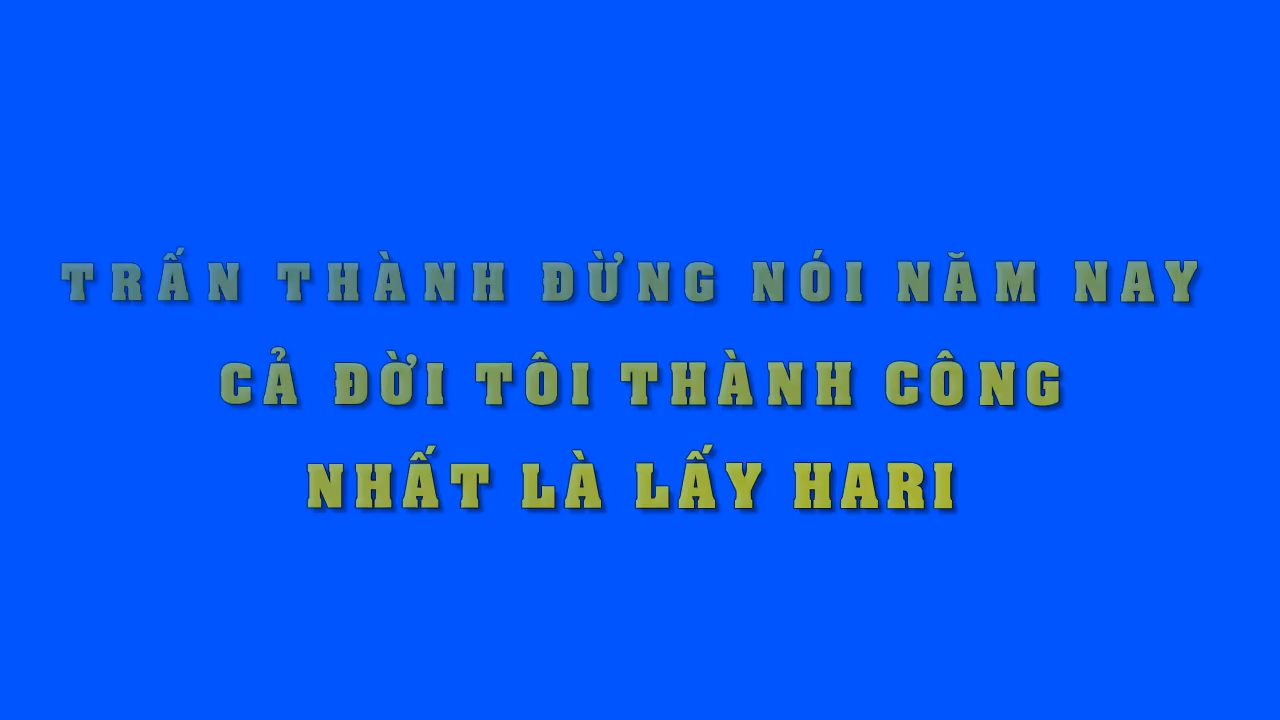 TRẤN THÀNH ĐỪNG NÓI NĂM NAY
CẢ ĐỜI TÔI THÀNH CÔNG
NHẤT LÀ LẤY HARI